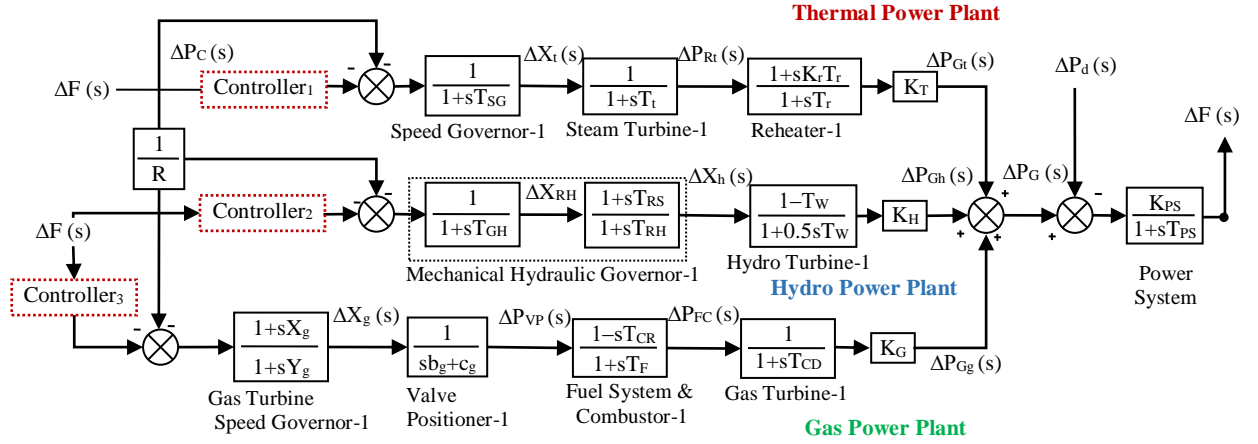 Thermal Power Plant
ΔF (s)
ΔP_C (s)
Controller₁
-
-
1
1+sT_SG
Speed Governor-1
ΔX_t (s)
1
1+sT_t
Steam Turbine-1
ΔP_Rt (s)
1+sK_rT_r
1+sT_r
Reheater-1
K_T
ΔP_Gt (s)
ΔP_d (s)
ΔF (s)
1
R
ΔF (s)
Controller₂
-
-
1
1+sT_GH
ΔX_RH
1+sT_RS
1+sT_RH
Mechanical Hydraulic Governor-1
ΔX_h (s)
1-T_W
1+0.5sT_W
Hydro Turbine-1
K_H
ΔP_Gh (s)
+
+
+
ΔP_G (s)
+
-
K_PS
1+sT_PS
Power
System
Hydro Power Plant
Controller₃
-
-
1+sX_g
1+sY_g
Gas Turbine
Speed Governor-1
ΔX_g (s)
1
sb_g+c_g
Valve
Positioner-1
ΔP_VP (s)
1-sT_CR
1+sT_F
Fuel System &
Combustor-1
ΔP_FC (s)
1
1+sT_CD
Gas Turbine-1
K_G
ΔP_Gg (s)
Gas Power Plant